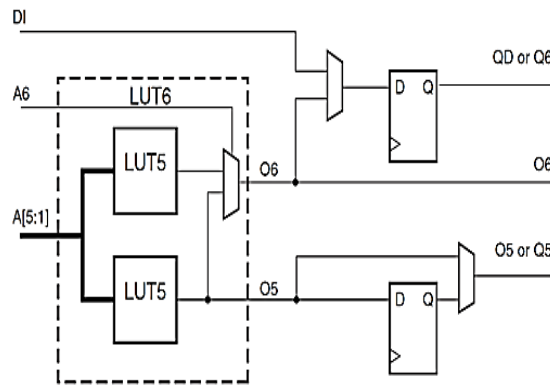 DI
QD or Q6
D Q
A6
LUT6
LUT5
O6
O6
A[5:1]
O5 or Q5
LUT5
O5
D Q